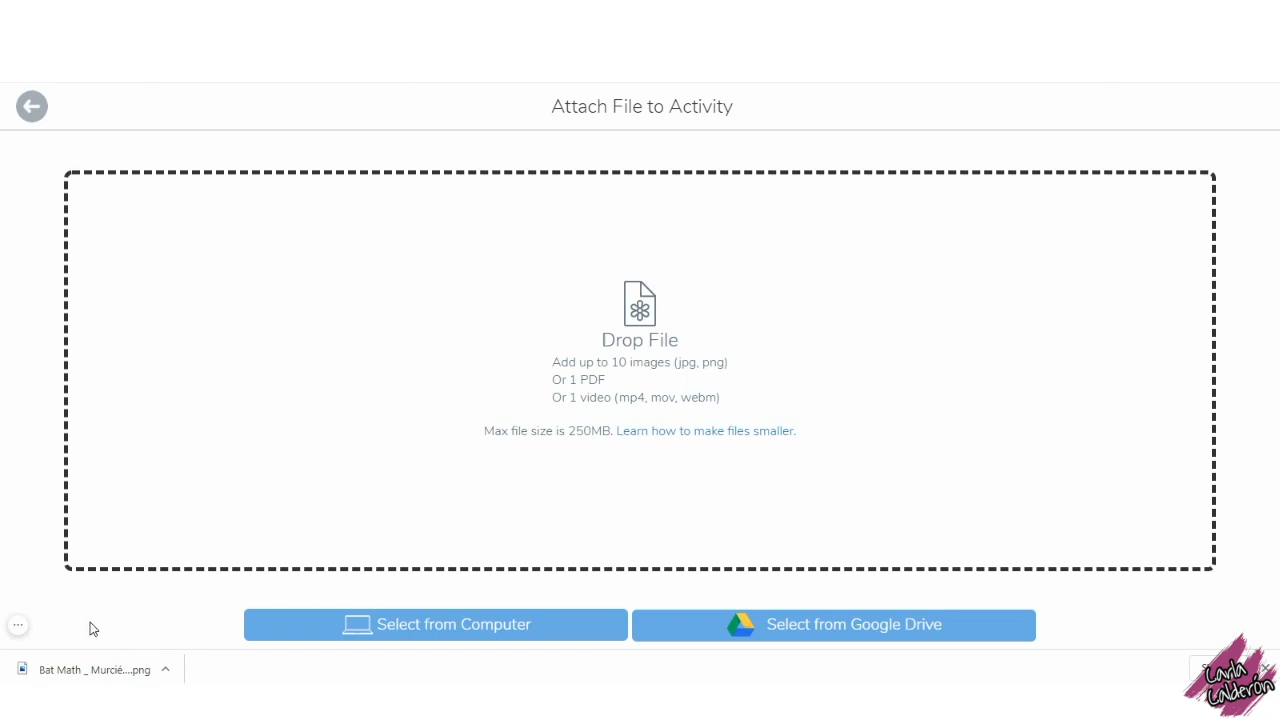 Attach File to Activity
Drop File
Add up to 10 images (jpg, png)
Or 1 PDF
Or 1 video (mp4, mov, webm)
Max file size is 250MB. Learn how to make files smaller.
Select from Computer
Select from Google Drive
Bat Math _ Murcié....png
Carla
Calderón